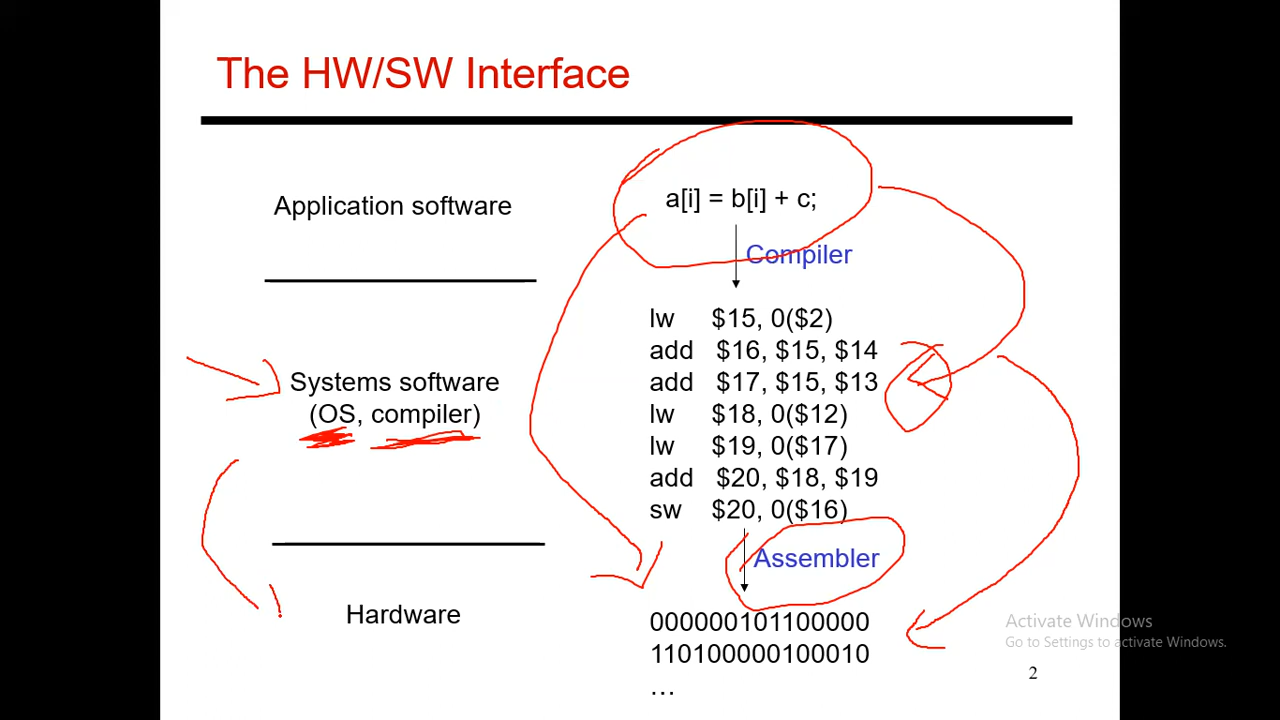 The HW/SW Interface
Application software
a[i] = b[i] + c;
Compiler
Systems software
(OS, compiler)
lw $15, 0($2)
add $16, $15, $14
add $17, $15, $13
lw $18, 0($12)
lw $19, 0($17)
add $20, $18, $19
sw $20, 0($16)
Assembler
Hardware
000000101100000
110100000100010
…
Activate Windows
Go to Settings to activate Windows.
2